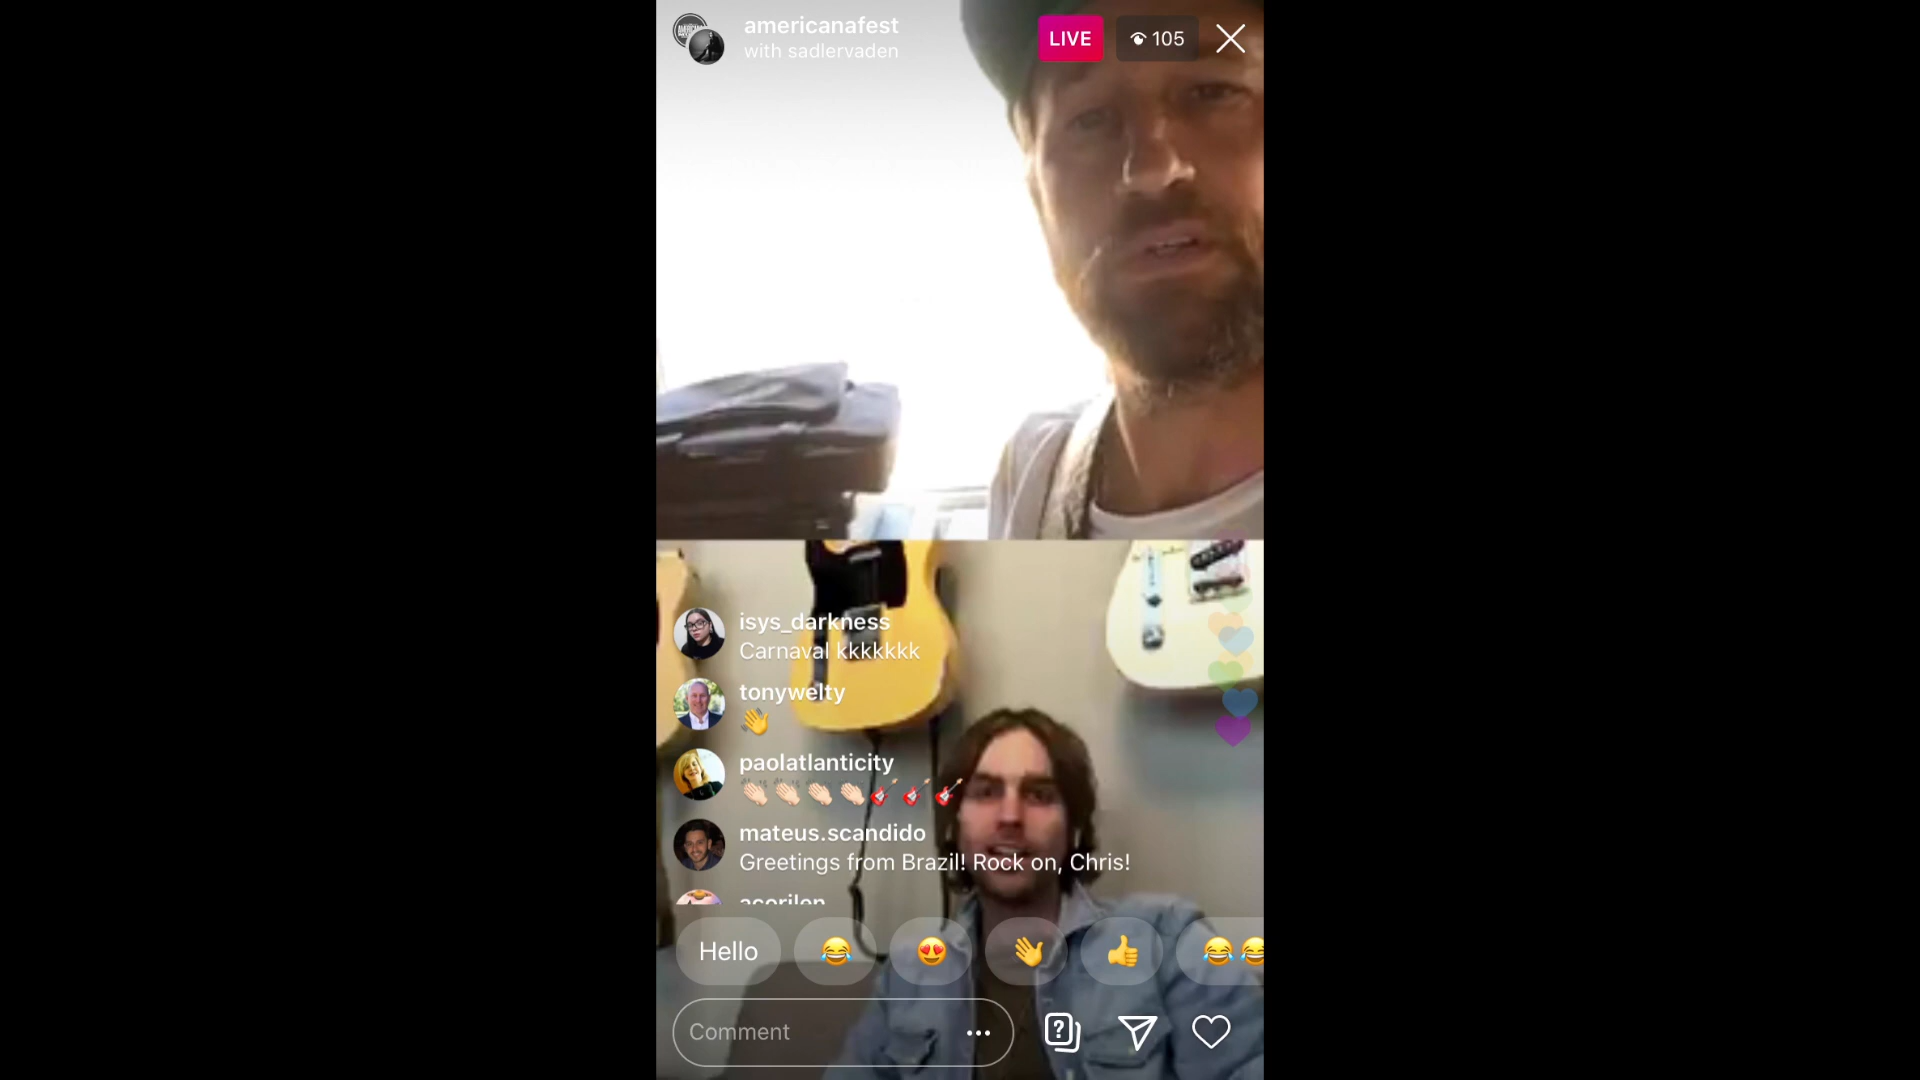 americanafest
with sadlervaden
LIVE
105
isys_darkness
Carnaval kkkkkkk
tonywelty
👋
paolatlanticity
👏🏻👏🏻👏🏻👏🏻🎸🎸🎸
mateus.scandido
Greetings from Brazil! Rock on, Chris!
acorilen
Hello 😂 😍 👋 👍 😂😂
Comment